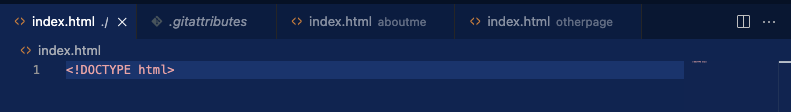 index.html ./
.gitattributes
index.html aboutme
index.html otherpage
index.html
1 <!DOCTYPE html>